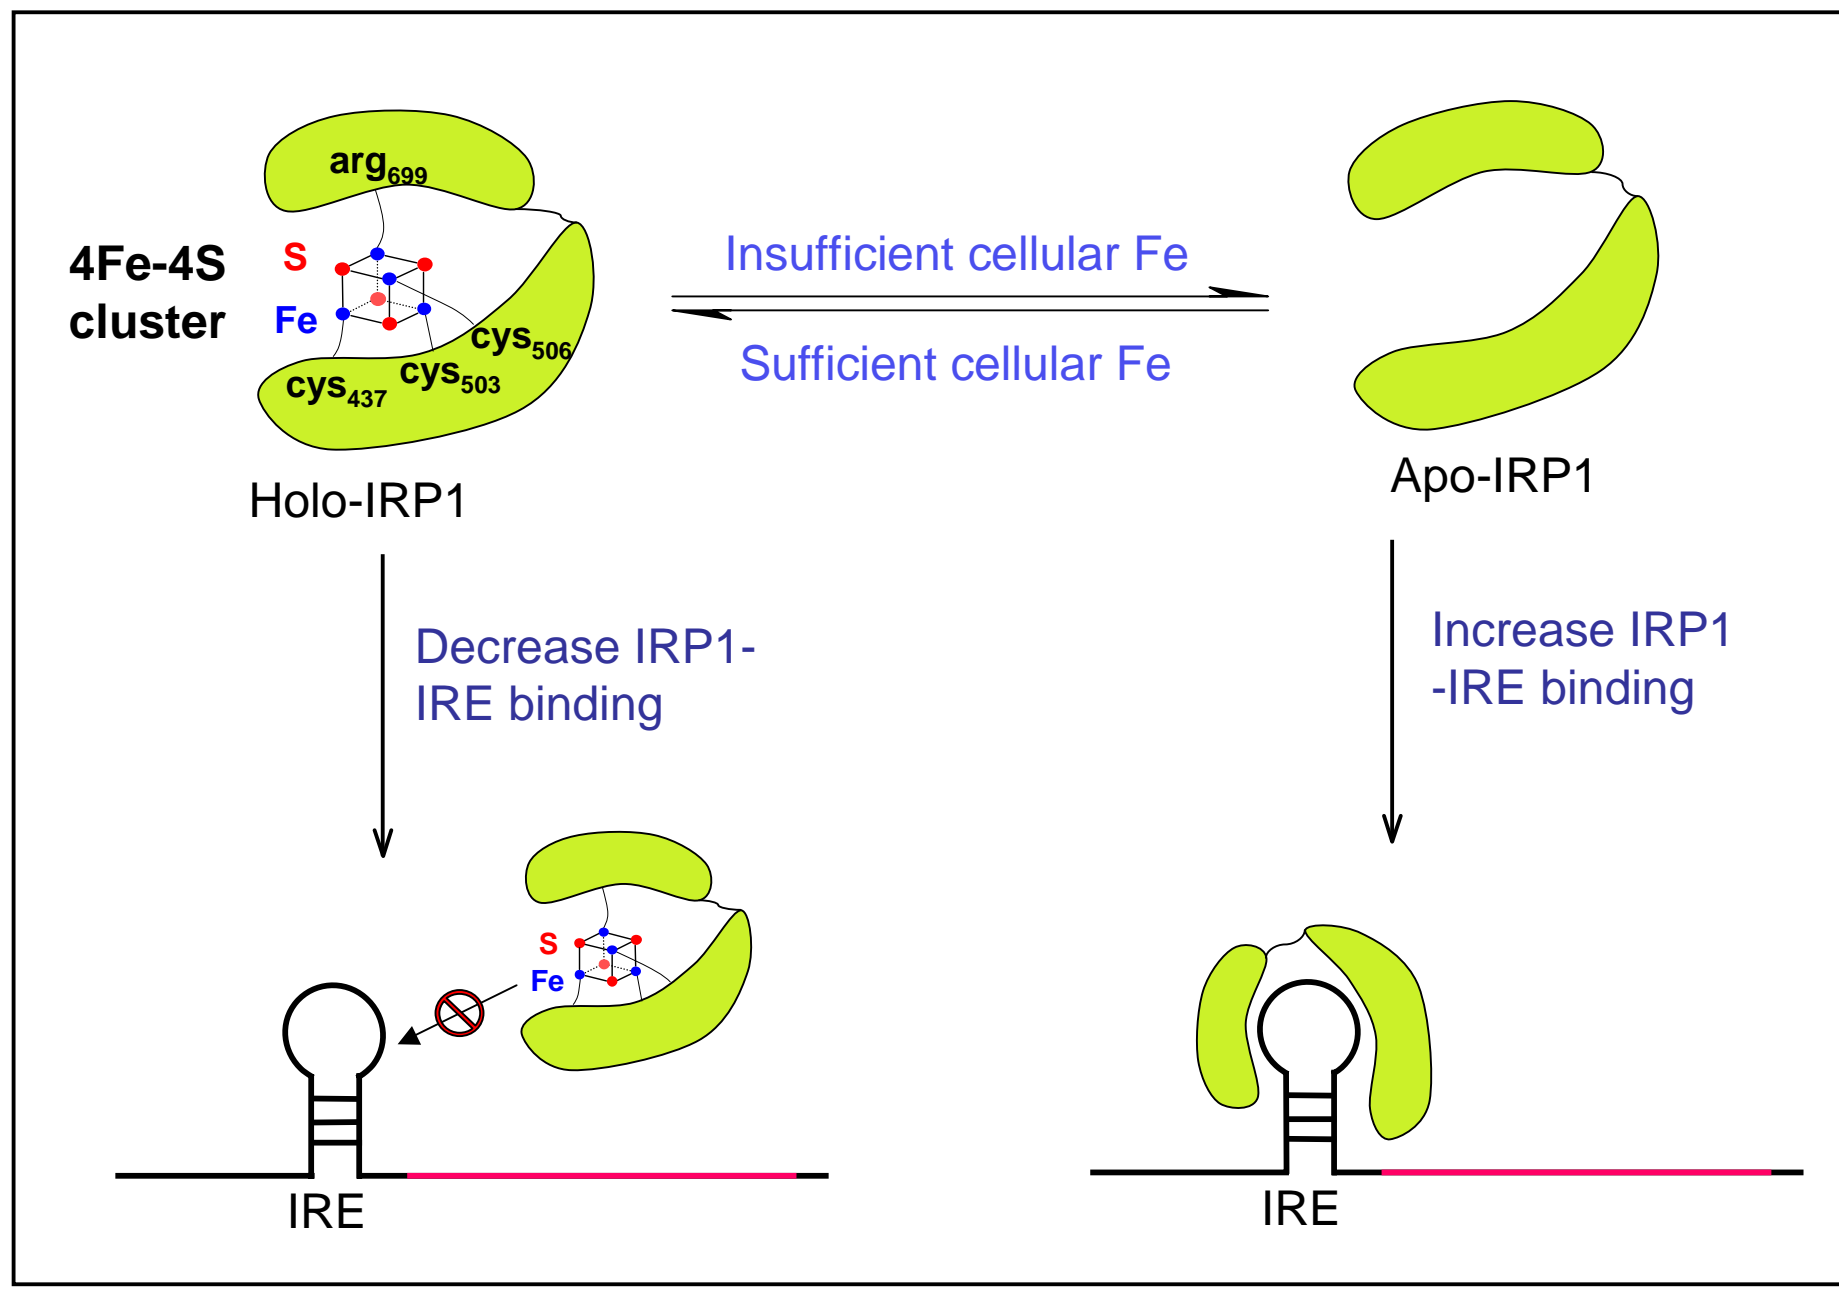 arg699
4Fe-4S
cluster
S
Fe
cys506
cys503
cys437
Holo-IRP1
Insufficient cellular Fe
Sufficient cellular Fe
Apo-IRP1
Decrease IRP1-
IRE binding
Increase IRP1
-IRE binding
S
Fe
IRE
IRE